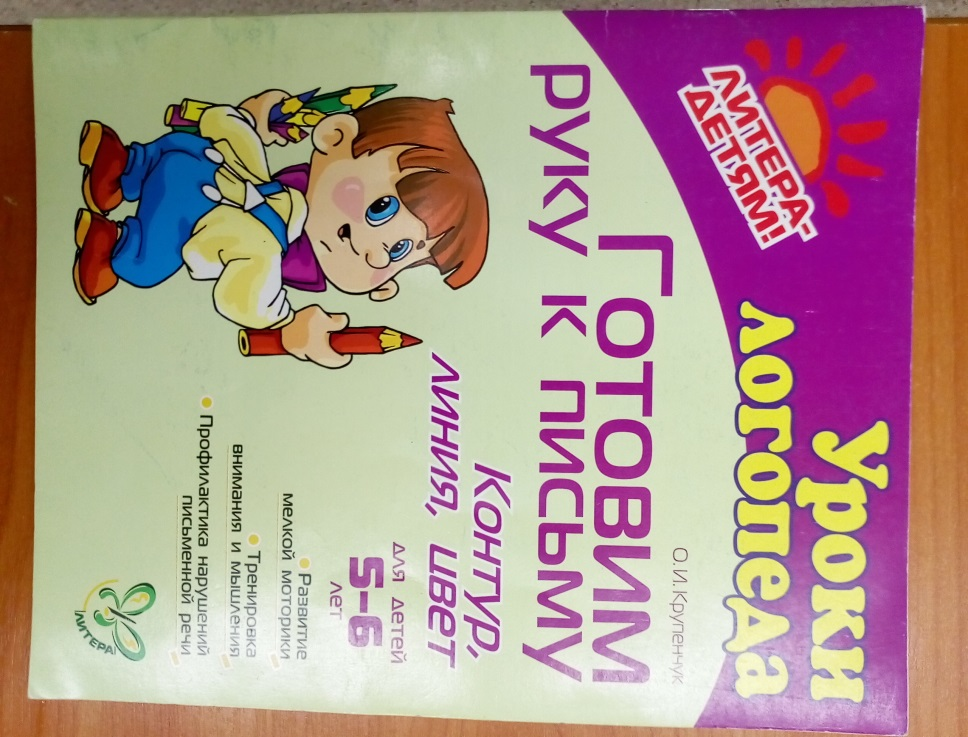 ЛИТЕРА-
ДЕТЯМ!
Уроки
логопеда
О.И.Крупенчук
Готовим
руку к письму
Контур,
линия, цвет
для детей
5–6
лет
• Развитие
мелкой моторики
• Тренировка
внимания и мышления
• Профилактика нарушений
письменной речи
ЛИТЕРА